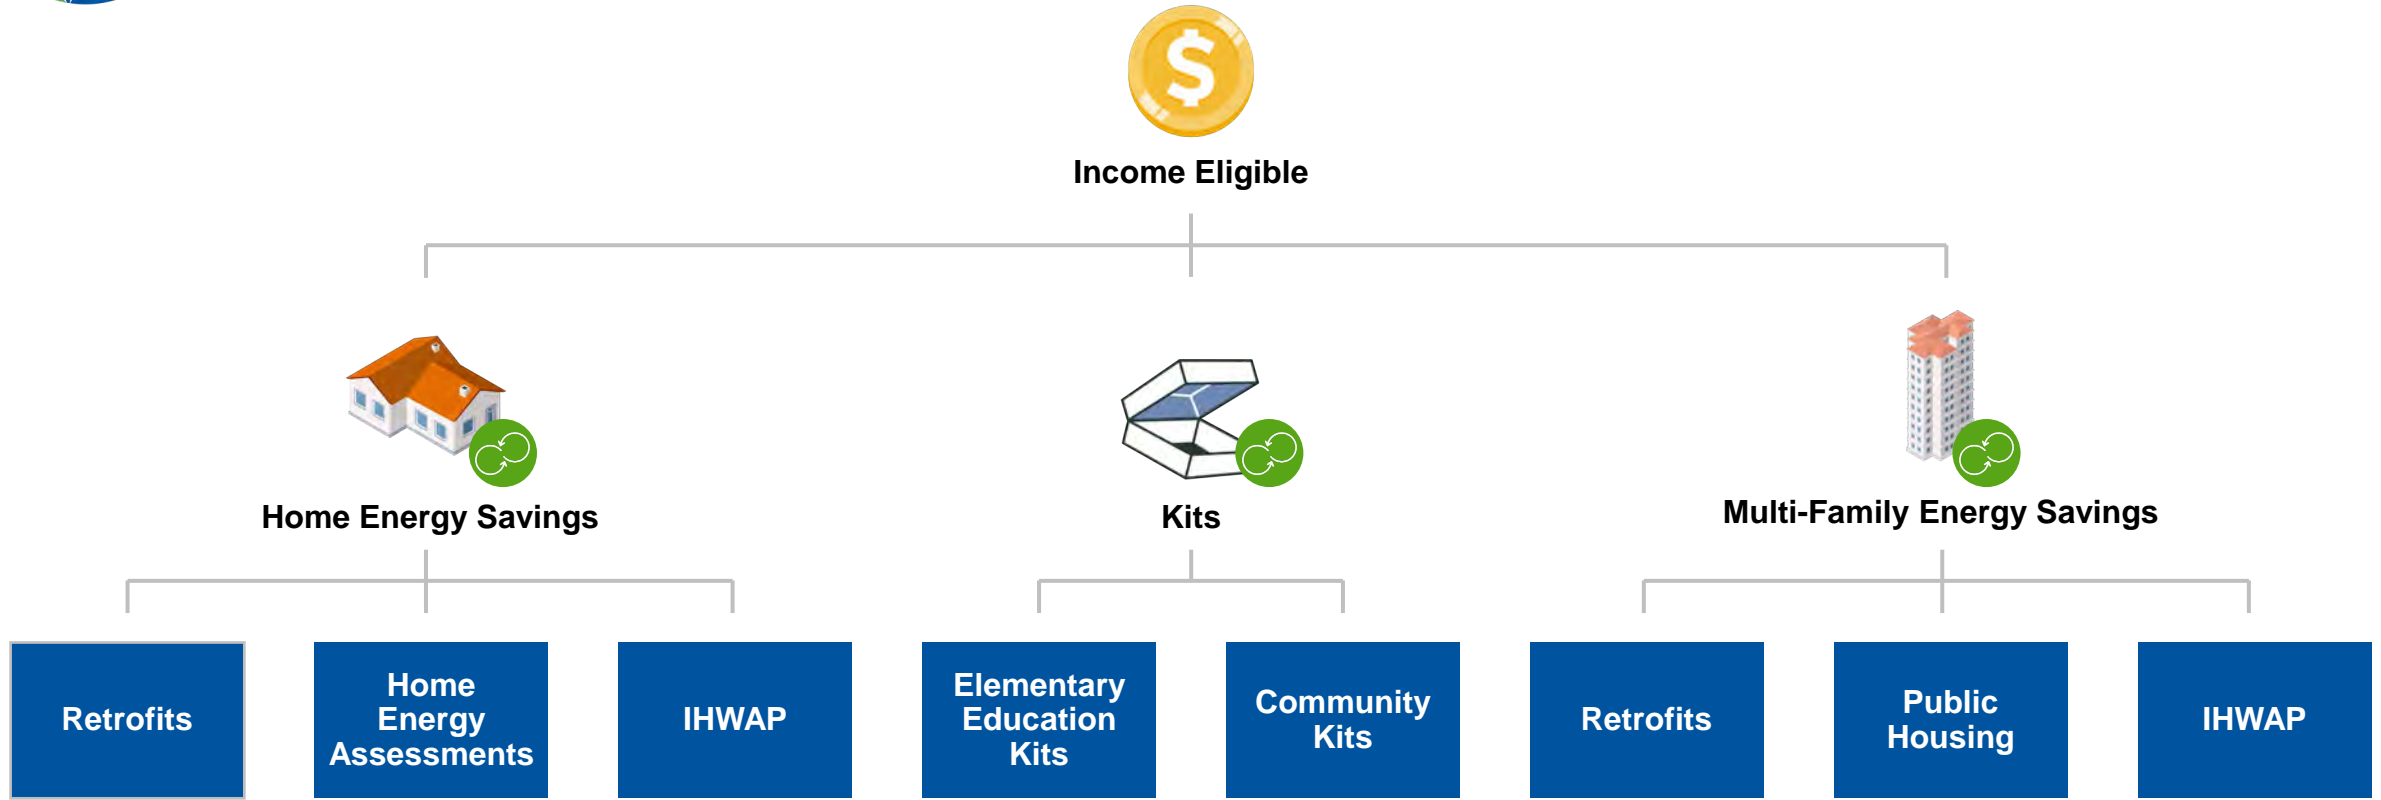 $
Income Eligible
Home Energy Savings
Kits
Multi-Family Energy Savings
Retrofits
Home
Energy
Assessments
IHWAP
Elementary
Education
Kits
Community
Kits
Retrofits
Public
Housing
IHWAP